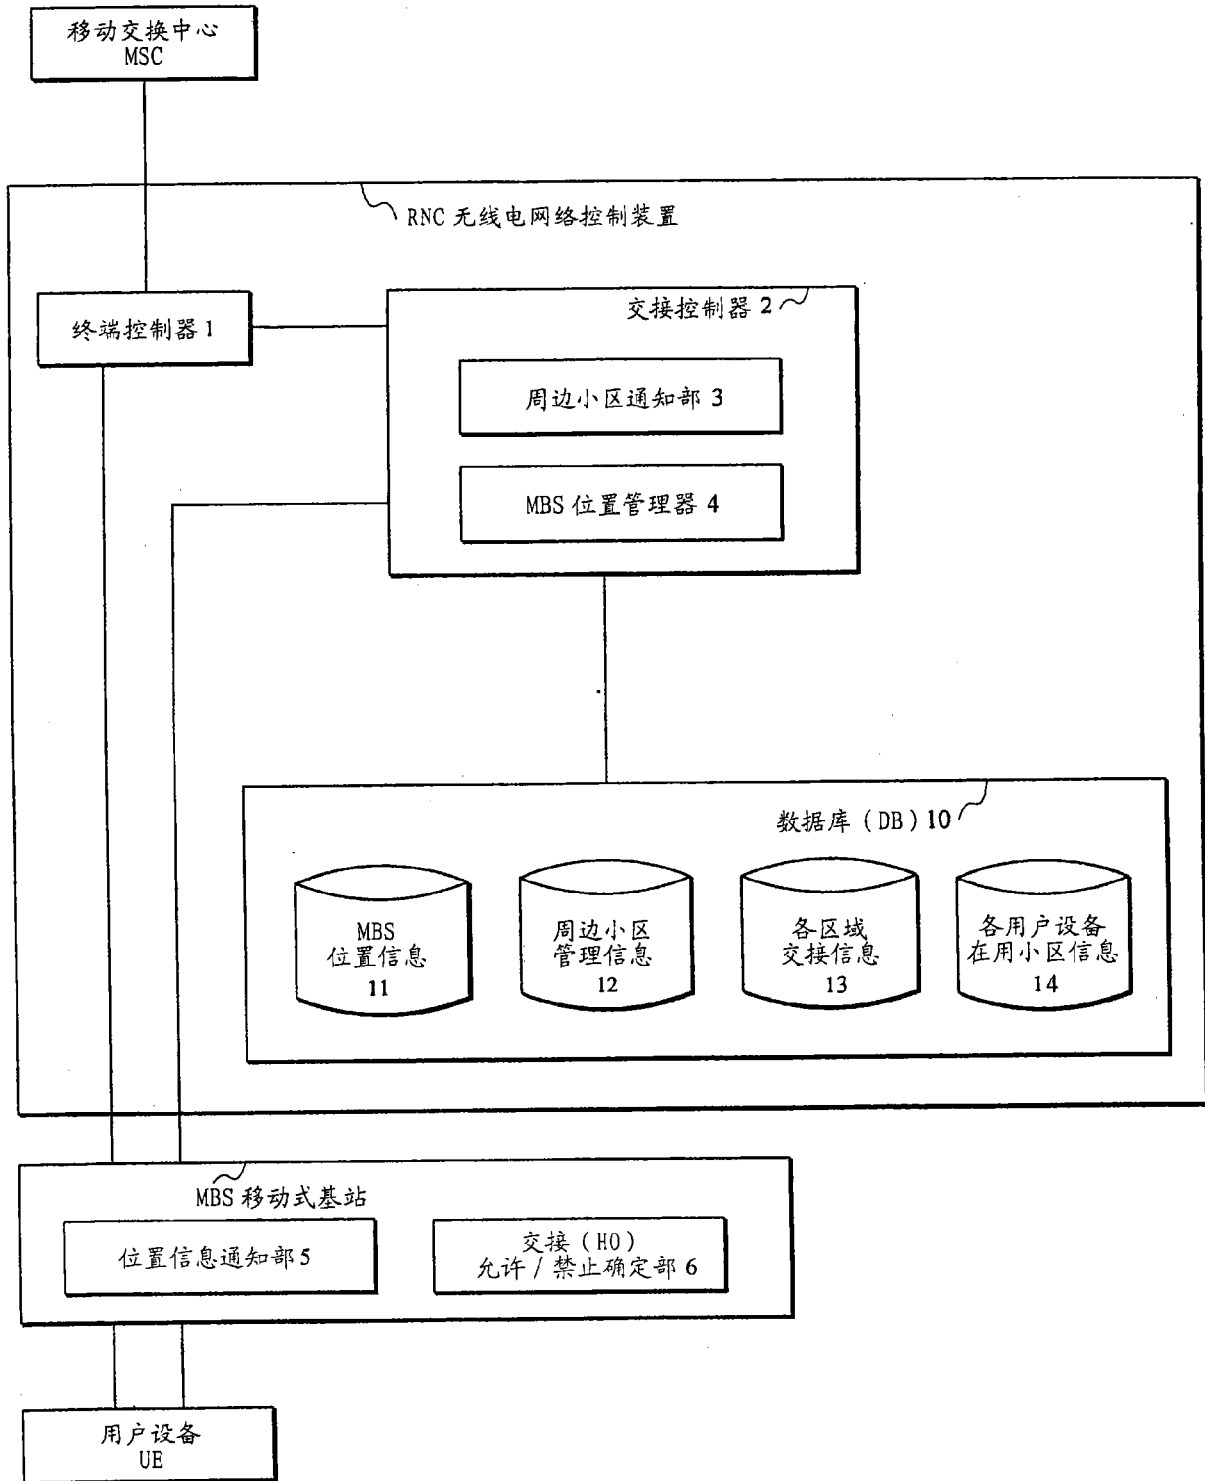 移动交换中心
MSC
RNC 无线电网络控制装置
终端控制器 1
交接控制器 2
周边小区通知部 3
MBS 位置管理器 4
数据库(DB)10
MBS
位置信息
11
周边小区
管理信息
12
各区域
交接信息
13
各用户设备
在用小区信息
14
MBS 移动式基站
位置信息通知部 5
交接(HO)
允许/禁止确定部 6
用户设备
UE